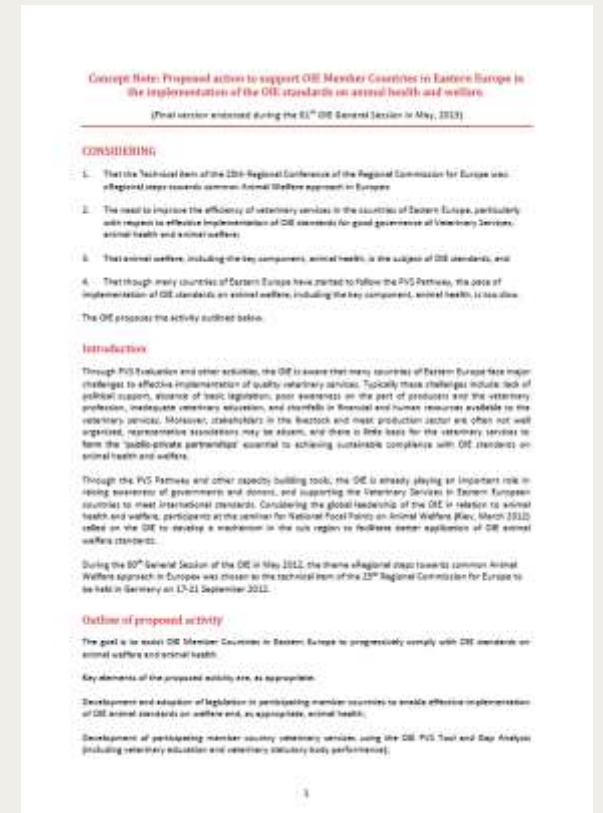 Concept Note: Proposed action to support OIE Member Countries in Eastern Europe in
the implementation of the OIE standards on animal health and welfare
(Final version endorsed during the 81st OIE General Session in May, 2013)
CONSIDERING
1. That the Technical item of the 25th Regional Conference of the Regional Commission for Europe was:
«Regional steps towards common Animal Welfare approach in Europe»
2. The need to improve the efficiency of veterinary services in the countries of Eastern Europe, particularly
with respect to effective implementation of OIE standards for good governance of Veterinary Services,
animal health and animal welfare;
3. That animal welfare, including the key component, animal health, is the subject of OIE standards, and
4. That though many countries of Eastern Europe have started to follow the PVS Pathway, the pace of
implementation of OIE standards on animal welfare, including the key component, animal health, is too slow.
The OIE proposes the activity outlined below.
Introduction
Through PVS Evaluation and other activities, the OIE is aware that many countries of Eastern Europe face major
challenges to effective implementation of quality veterinary services. Typically these challenges include: lack of
political support, absence of basic legislation, poor awareness on the part of producers and the veterinary
profession, inadequate veterinary education, and shortfalls in financial and human resources available to the
veterinary services. Moreover, stakeholders in the livestock and meat production sector are often not well
organised, representative associations may be absent, and there is little basis for the veterinary services to
form the 'public-private partnerships' essential to achieving sustainable compliance with OIE standards on
animal health and welfare.
Through the PVS Pathway and other capacity building tools, the OIE is already playing an important role in
raising awareness of governments and donors, and supporting the Veterinary Services in Eastern European
countries to meet international standards. Considering the global leadership of the OIE in relation to animal
health and welfare, participants at the seminar for National Focal Points on Animal Welfare (Kiev, March 2012)
called on the OIE to develop a mechanism in the sub region to facilitate better application of OIE animal
welfare standards.
During the 80th General Session of the OIE in May 2012, the theme «Regional steps towards common Animal
Welfare approach in Europe» was chosen as the technical item of the 25th Regional Commission for Europe to
be held in Germany on 17-21 September 2012.
Outline of proposed activity
The goal is to assist OIE Member Countries in Eastern Europe to progressively comply with OIE standards on
animal welfare and animal health.
Key elements of the proposed activity are, as appropriate:
Development and adoption of legislation in participating member countries to enable effective implementation
of OIE animal standards on welfare and, as appropriate, animal health;
Development of participating member country veterinary services using the OIE PVS Tool and Gap Analysis
(including veterinary education and veterinary statutory body performance);
1